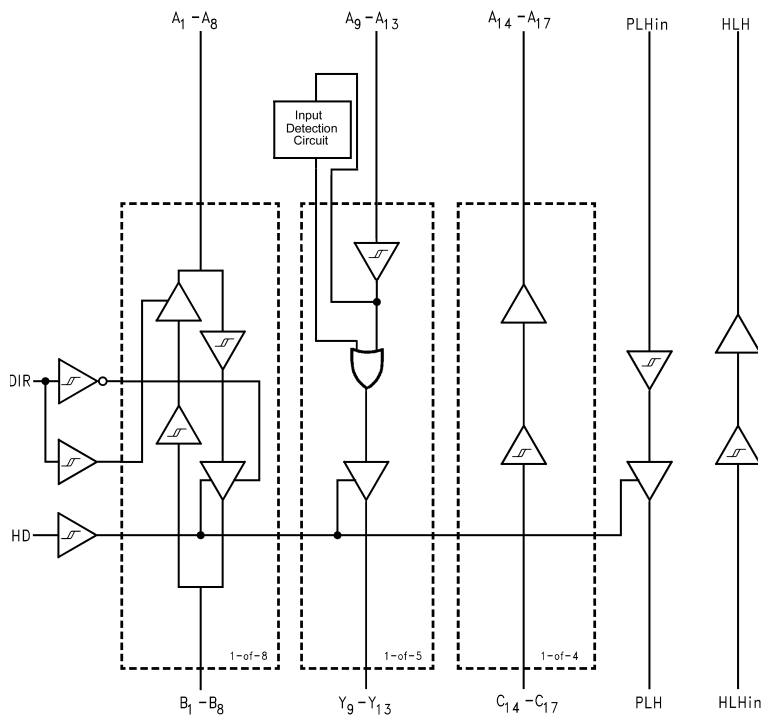 A1 –A8
A9 –A13
A14 –A17
PLHin
HLH
Input
Detection
Circuit
DIR
HD
1–of–8
1–of–5
1–of–4
B1 –B8
Y9 –Y13
C14 –C17
PLH
HLHin